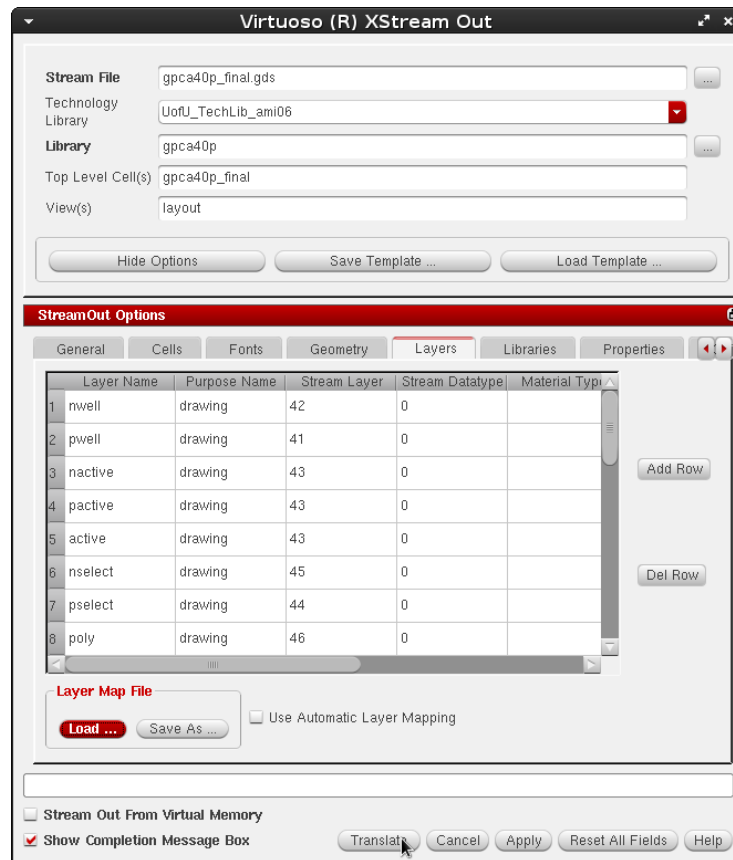 Virtuoso (R) XStream Out
Stream File gpca40p_final.gds ...
Technology Library UofU_TechLib_ami06
Library gpca40p ...
Top Level Cell(s) gpca40p_final
View(s) layout
Hide Options Save Template ... Load Template ...
StreamOut Options
General Cells Fonts Geometry Layers Libraries Properties
Layer Name Purpose Name Stream Layer Stream Datatype Material Typ
1 nwell drawing 42 0
2 pwell drawing 41 0
3 nactive drawing 43 0
Add Row
4 pactive drawing 43 0
5 active drawing 43 0
6 nselect drawing 45 0
Del Row
7 pselect drawing 44 0
8 poly drawing 46 0
Layer Map File
Load ... Save As ... Use Automatic Layer Mapping
Stream Out From Virtual Memory
Show Completion Message Box Translate Cancel Apply Reset All Fields Help